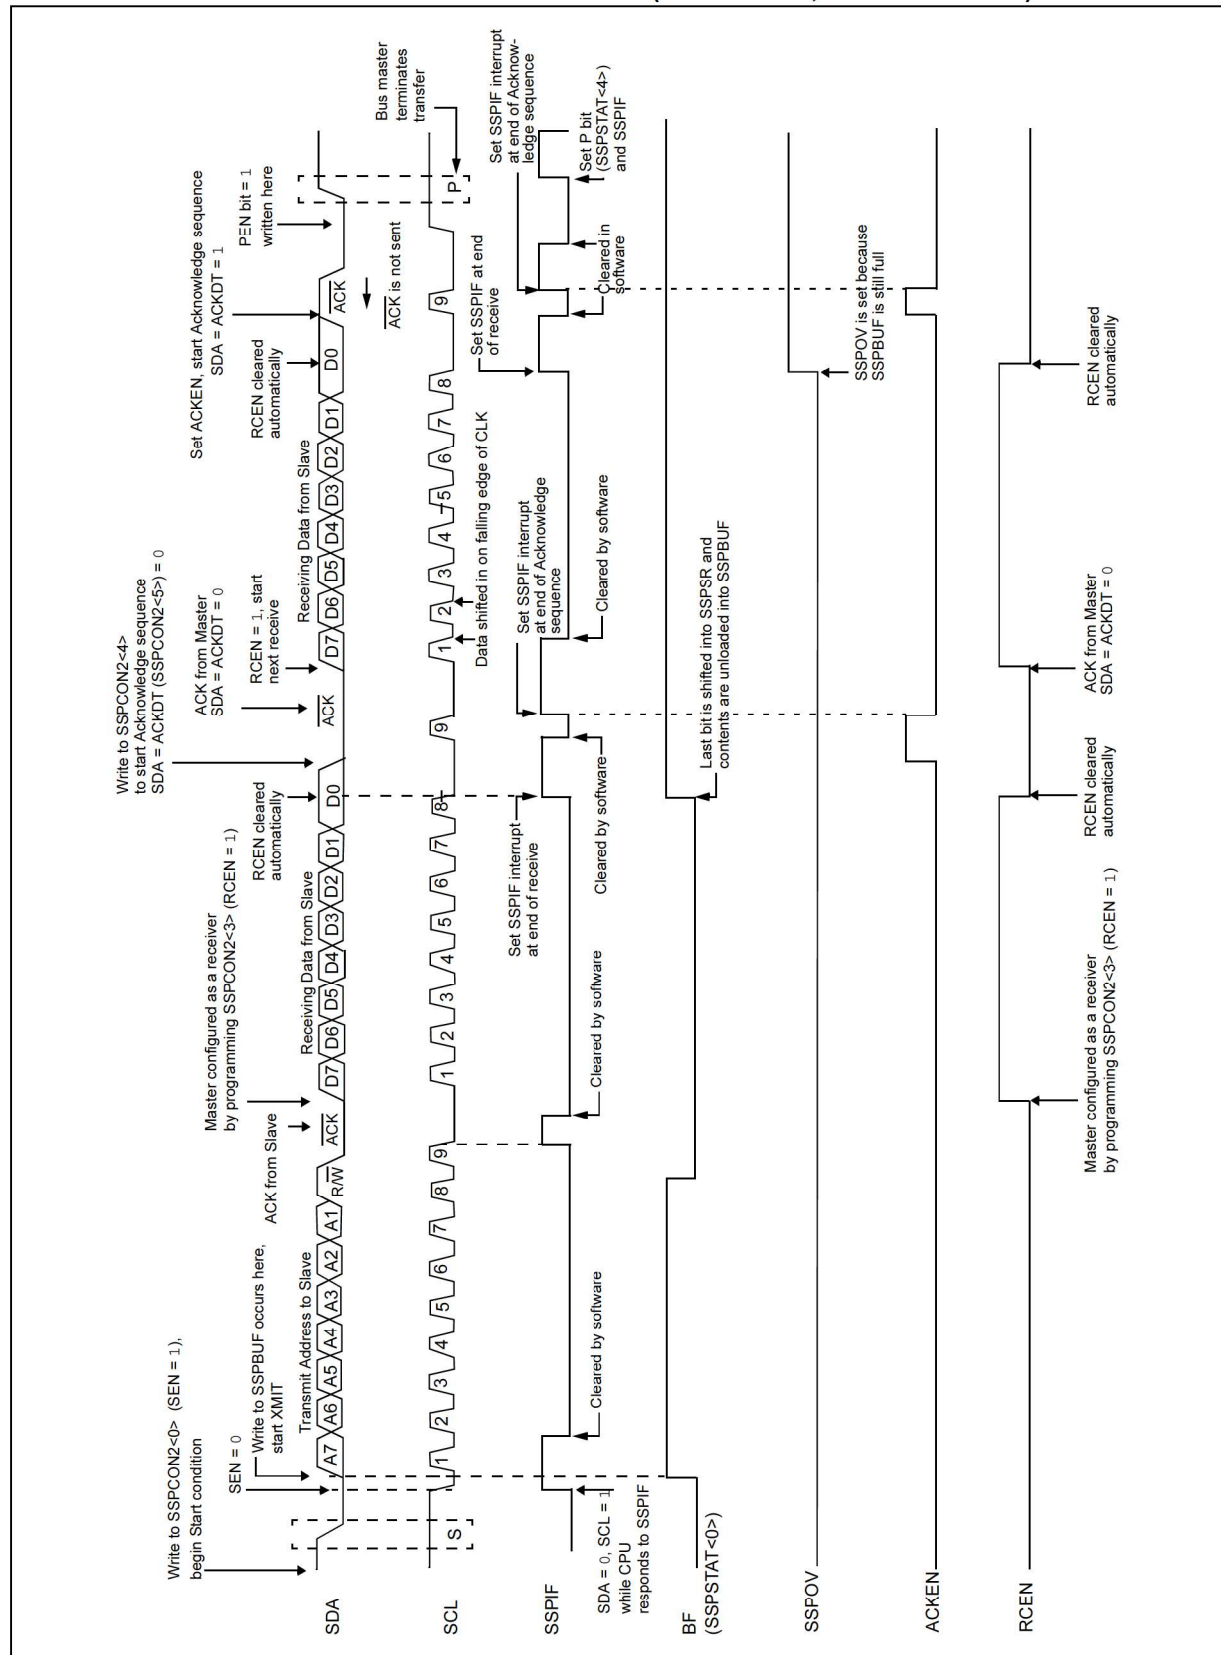 Write to SSPCON2<4>
to start Acknowledge sequence
SDA = ACKDT (SSPCON2<5>) = 0
Write to SSPCON2<0> (SEN = 1),
begin Start condition
Master configured as a receiver
by programming SSPCON2<3> (RCEN = 1)
ACK from Master
SDA = ACKDT = 0
Set ACKEN, start Acknowledge sequence
SDA = ACKDT = 1
SEN = 0
Write to SSPBUF occurs here,
start XMIT
ACK from Slave
RCEN cleared
automatically
RCEN = 1, start
next receive
RCEN cleared
automatically
PEN bit = 1
written here
Transmit Address to Slave
Receiving Data from Slave
Receiving Data from Slave
SDA
A7 A6 A5 A4 A3 A2 A1 R/W ACK D7 D6 D5 D4 D3 D2 D1 D0 ACK D7 D6 D5 D4 D3 D2 D1 D0 ACK
ACK is not sent
Bus master
terminates
transfer
SCL
S 1 2 3 4 5 6 7 8 9 1 2 3 4 5 6 7 8 9 1 2 3 4 5 6 7 8 9 P
Data shifted in on falling edge of CLK
Set SSPIF interrupt
at end of receive
Set SSPIF interrupt
at end of Acknowledge
sequence
Set SSPIF at end
of receive
Set SSPIF interrupt
at end of Acknow-
ledge sequence
SSPIF
SDA = 0, SCL = 1
while CPU
responds to SSPIF
Cleared by software
Cleared by software
Cleared by software
Cleared by software
Cleared in
software
Set P bit
(SSPSTAT<4>)
and SSPIF
BF
(SSPSTAT<0>)
Last bit is shifted into SSPSR and
contents are unloaded into SSPBUF
SSPOV
SSPOV is set because
SSPBUF is still full
ACKEN
RCEN
Master configured as a receiver
by programming SSPCON2<3> (RCEN = 1)
RCEN cleared
automatically
ACK from Master
SDA = ACKDT = 0
RCEN cleared
automatically